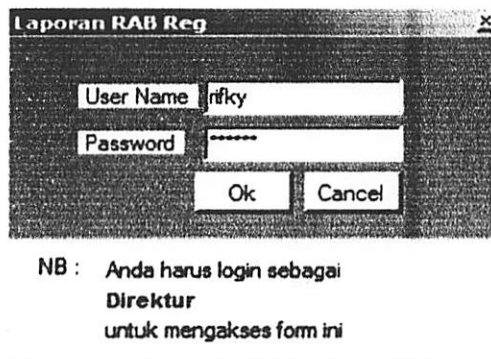 Laporan RAB Reg
User Name rifky
Password ******
Ok Cancel
NB : Anda harus login sebagai
Direktur
untuk mengakses form ini